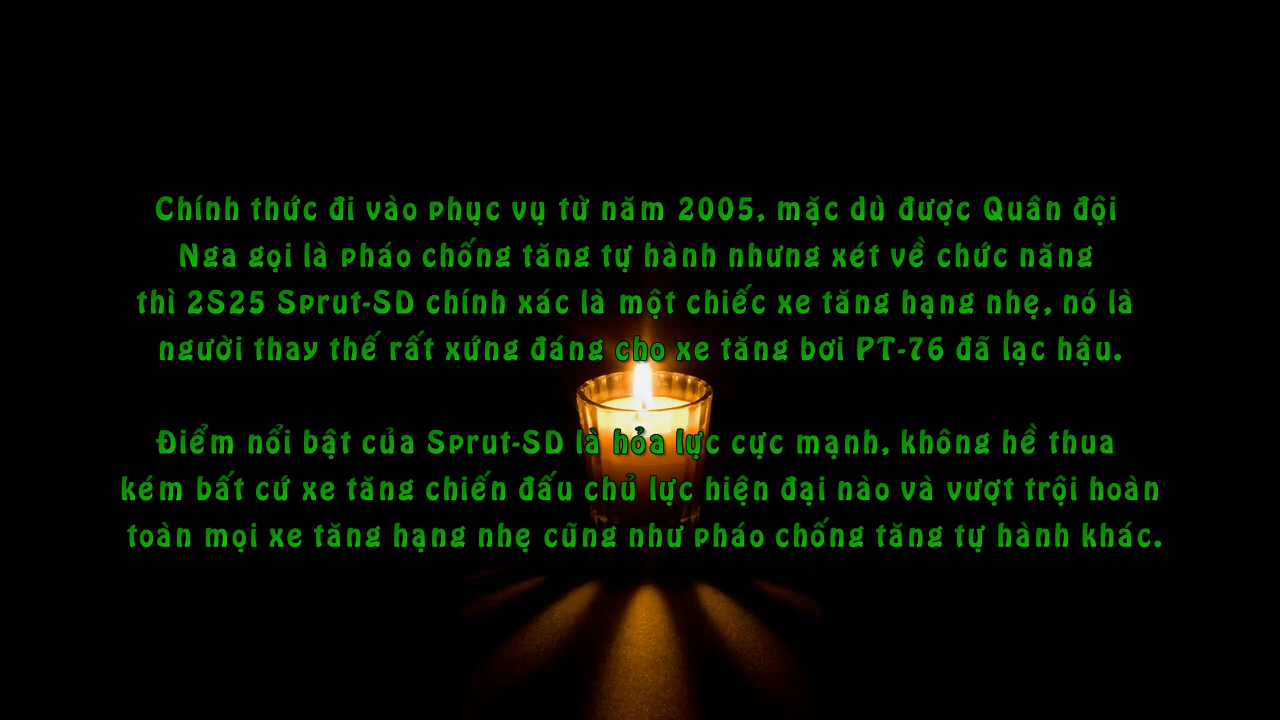 Chính thức đi vào phục vụ từ năm 2005, mặc dù được Quân đội
Nga gọi là pháo chống tăng tự hành nhưng xét về chức năng
thì 2S25 Sprut-SD chính xác là một chiếc xe tăng hạng nhẹ, nó là
người thay thế rất xứng đáng cho xe tăng bơi PT-76 đã lạc hậu.
Điểm nổi bật của Sprut-SD là hỏa lực cực mạnh, không hề thua
kém bất cứ xe tăng chiến đấu chủ lực hiện đại nào và vượt trội hoàn
toàn mọi xe tăng hạng nhẹ cũng như pháo chống tăng tự hành khác.